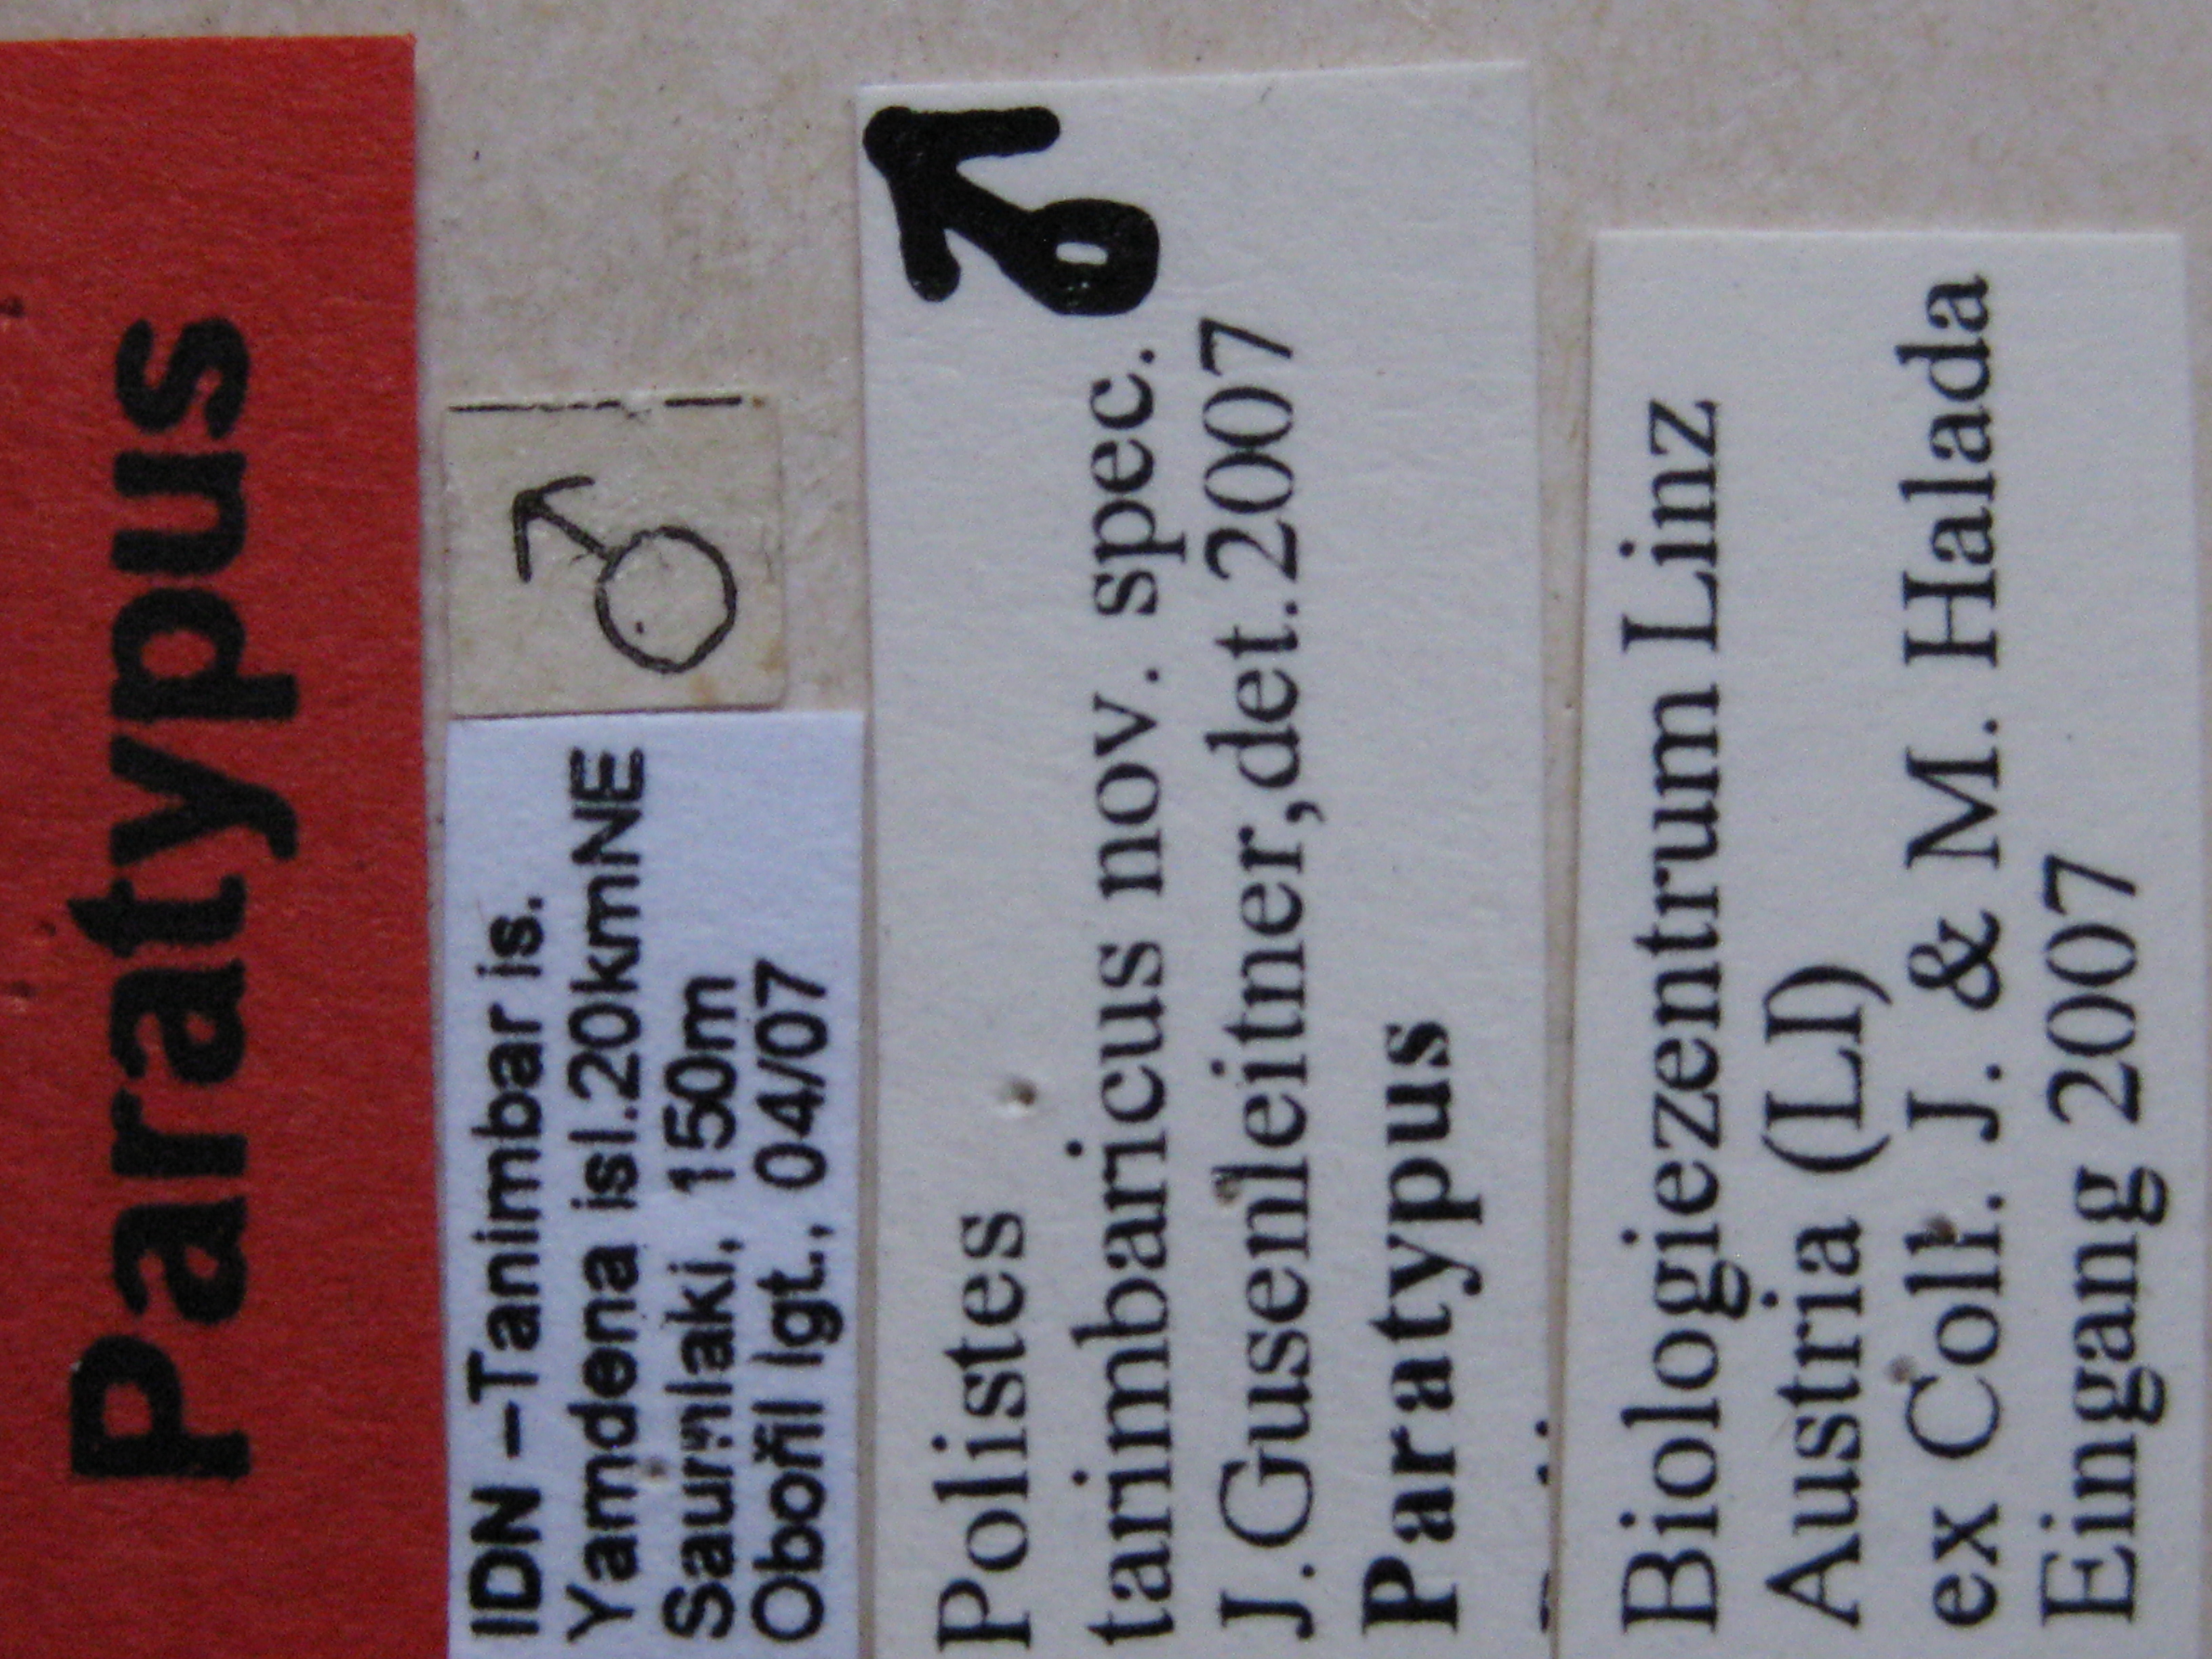 Paratypus
♂
IDN –Tanimbar is.
Yamdena isl.20kmNE
Saumlaki, 150m
Obořil lgt., 04/07
Polistes
tanimbaricus nov. spec. ♂
J.Gusenleitner,det.2007
Paratypus
Biologiezentrum Linz
Austria (LI)
ex Coll. J. & M. Halada
Eingang 2007